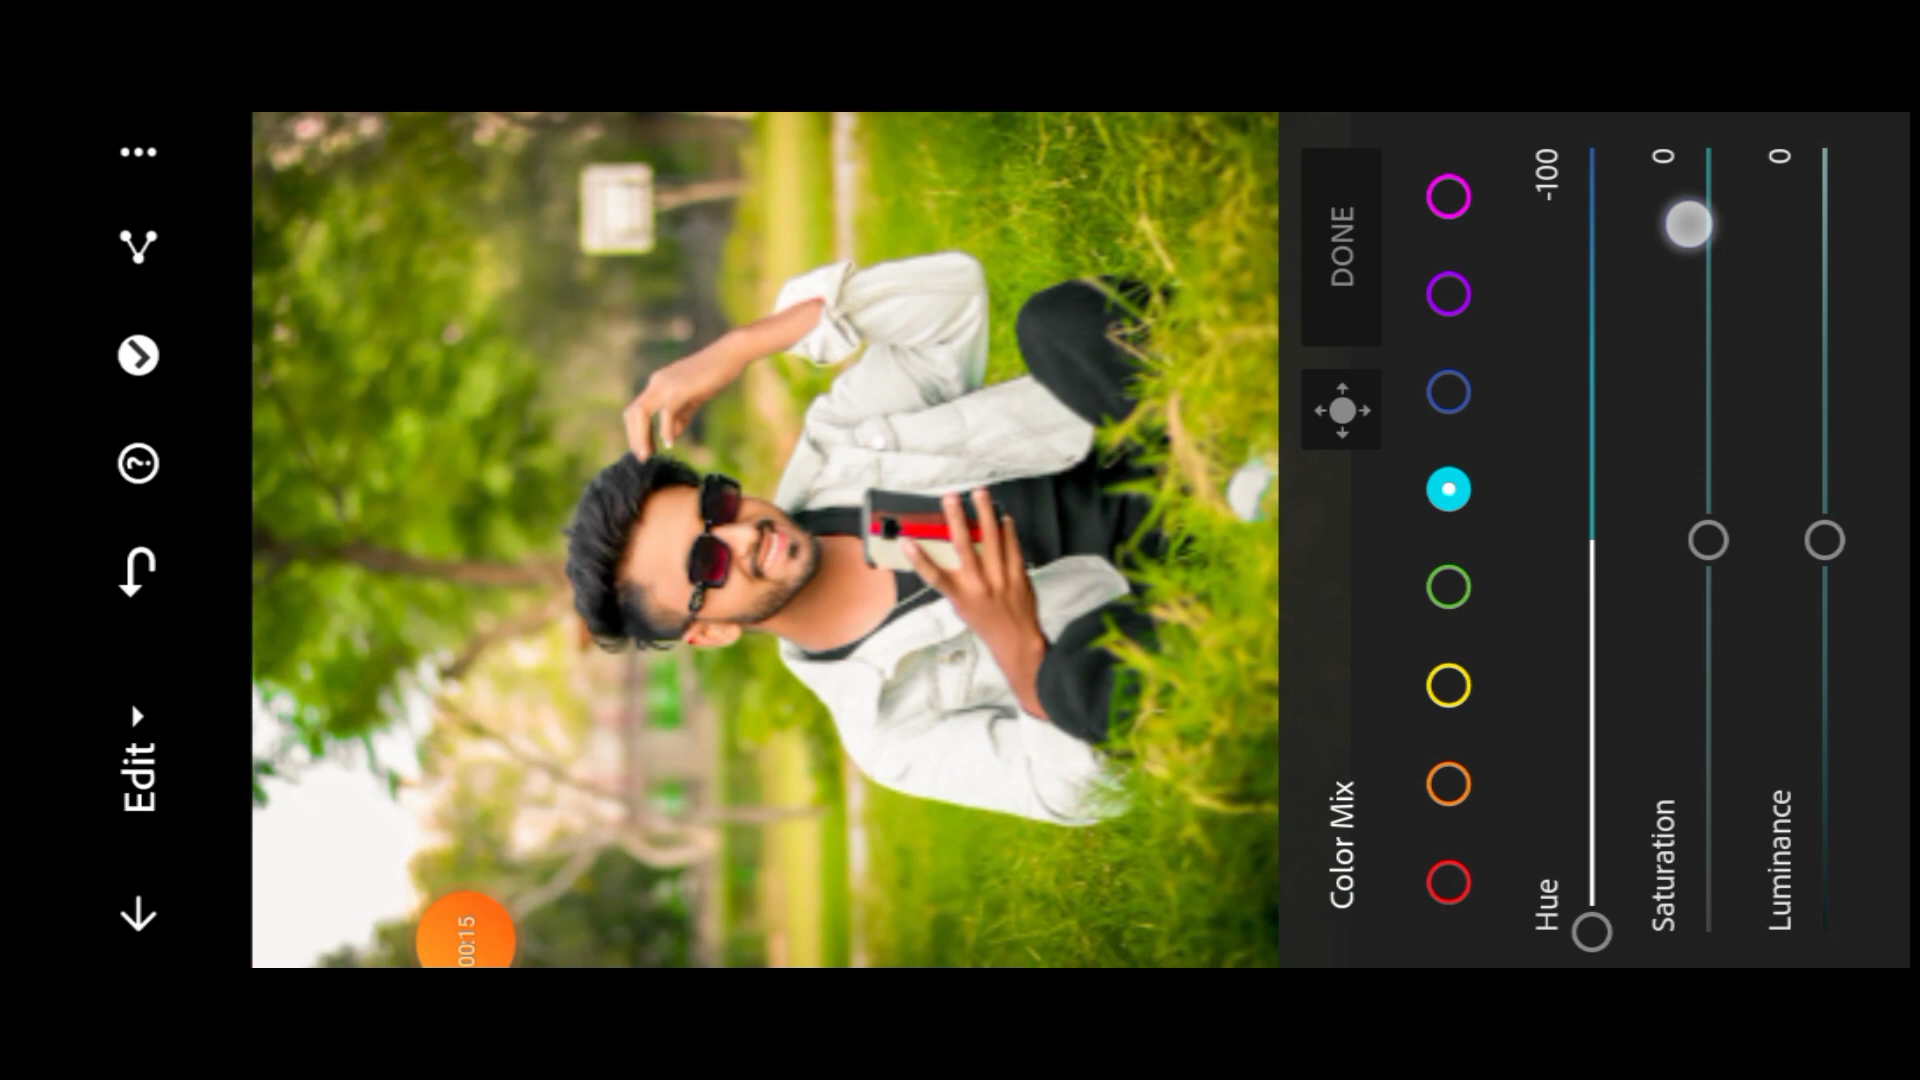 Edit
00:15
Color Mix
DONE
Hue
-100
Saturation
0
Luminance
0